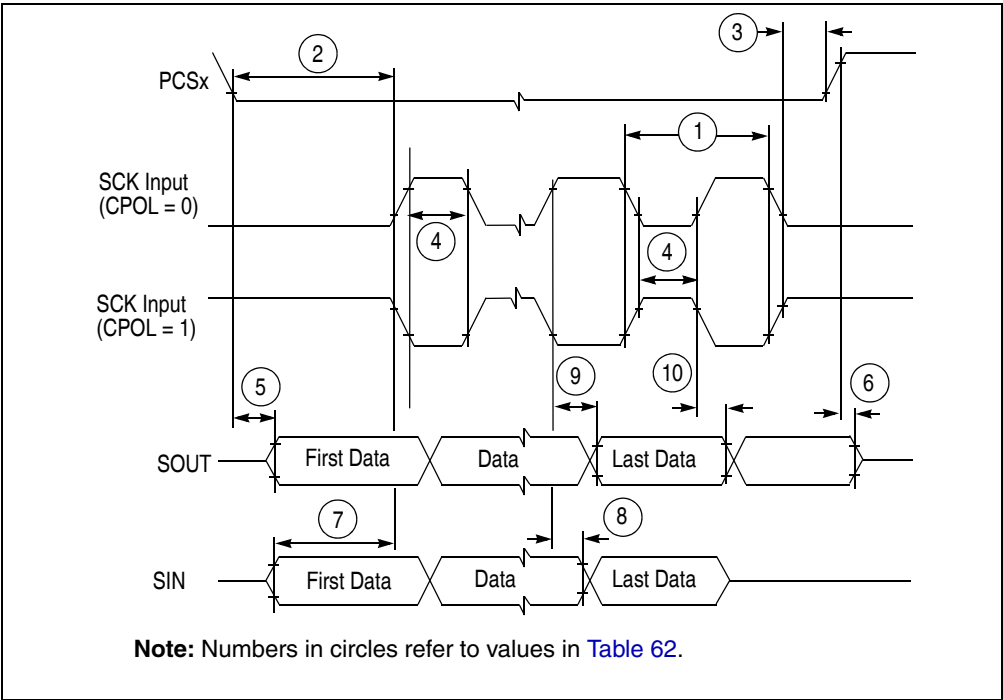 3
2
PCSx
1
SCK Input
(CPOL = 0)
4
4
SCK Input
(CPOL = 1)
5
9
10
6
SOUT
First Data
Data
Last Data
7
8
SIN
First Data
Data
Last Data
Note: Numbers in circles refer to values in Table 62.